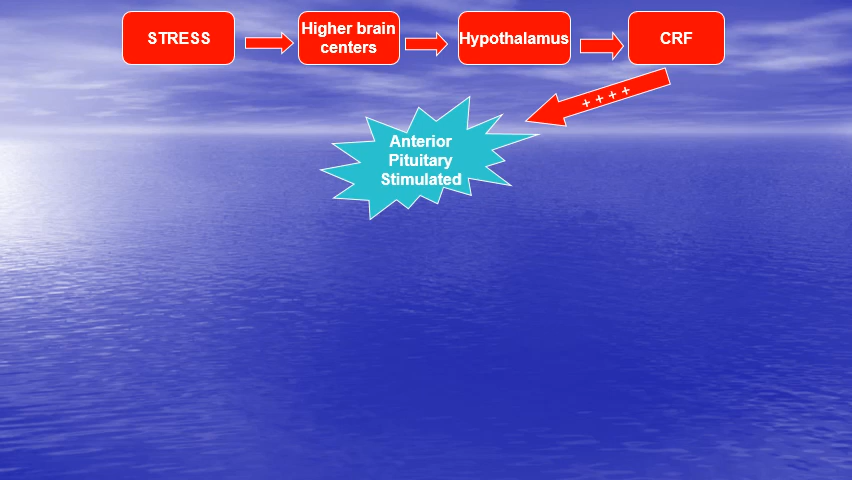 STRESS
Higher brain
centers
Hypothalamus
CRF
+ + + +
Anterior
Pituitary
Stimulated